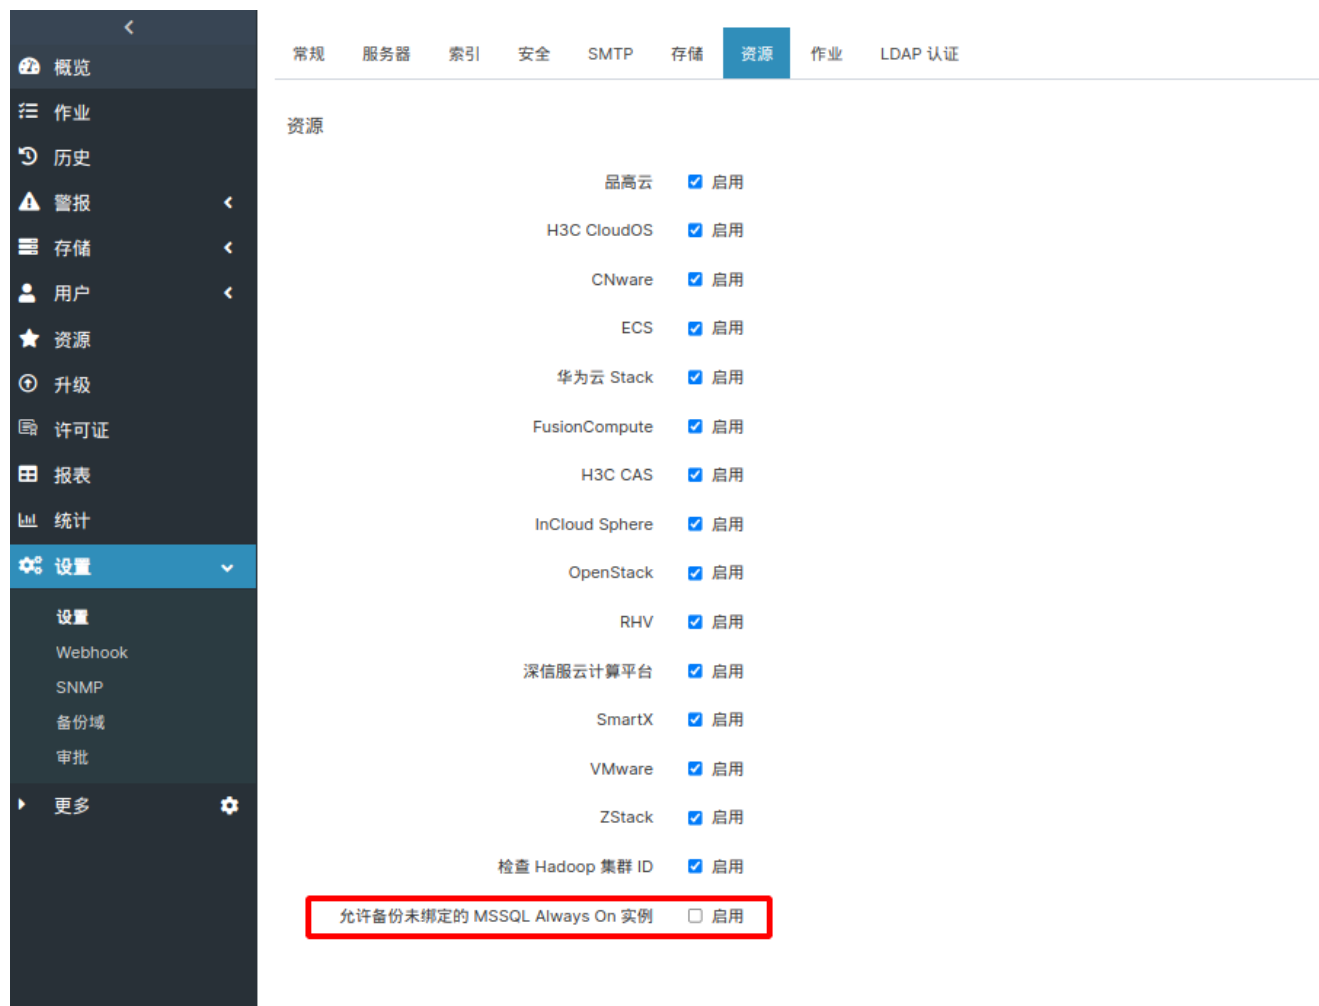 概览
作业
历史
警报
存储
用户
资源
升级
许可证
报表
统计
设置
设置
Webhook
SNMP
备份域
审批
更多
常规 服务器 索引 安全 SMTP 存储 资源 作业 LDAP 认证
资源
品高云 启用
H3C CloudOS 启用
CNware 启用
ECS 启用
华为云 Stack 启用
FusionCompute 启用
H3C CAS 启用
InCloud Sphere 启用
OpenStack 启用
RHV 启用
深信服云计算平台 启用
SmartX 启用
VMware 启用
ZStack 启用
检查 Hadoop 集群 ID 启用
允许备份未绑定的 MSSQL Always On 实例 启用